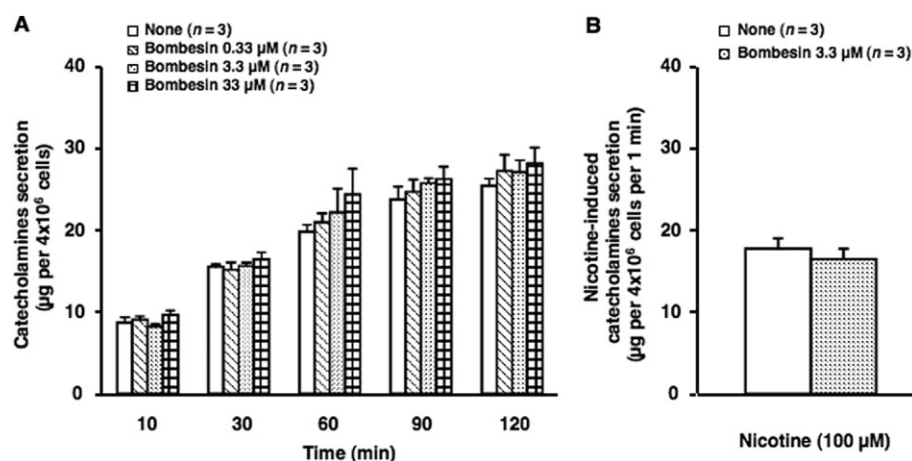 A
None (n = 3)
Bombesin 0.33 µM (n = 3)
Bombesin 3.3 µM (n = 3)
Bombesin 33 µM (n = 3)
Catecholamines secretion
(µg per 4x10⁶ cells)
40
30
20
10
0
10 30 60 90 120
Time (min)
B
None (n = 3)
Bombesin 3.3 µM (n = 3)
Nicotine-induced
catecholamines secretion
(µg per 4x10⁶ cells per 1 min)
40
30
20
10
0
Nicotine (100 µM)